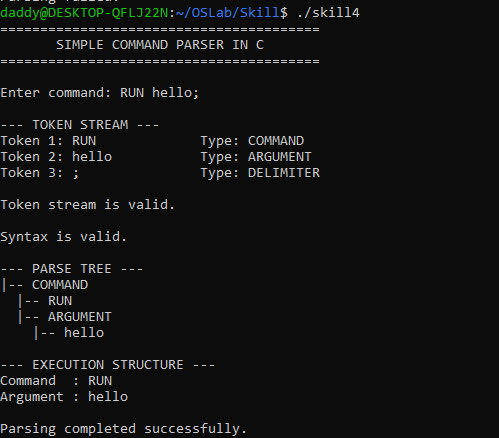 daddy@DESKTOP-QFLJ22N:~/OSLab/Skill$ ./skill4
========================================
       SIMPLE COMMAND PARSER IN C
========================================

Enter command: RUN hello;

--- TOKEN STREAM ---
Token 1: RUN             Type: COMMAND
Token 2: hello           Type: ARGUMENT
Token 3: ;               Type: DELIMITER

Token stream is valid.

Syntax is valid.

--- PARSE TREE ---
|-- COMMAND
  |-- RUN
  |-- ARGUMENT
    |-- hello

--- EXECUTION STRUCTURE ---
Command  : RUN
Argument : hello

Parsing completed successfully.